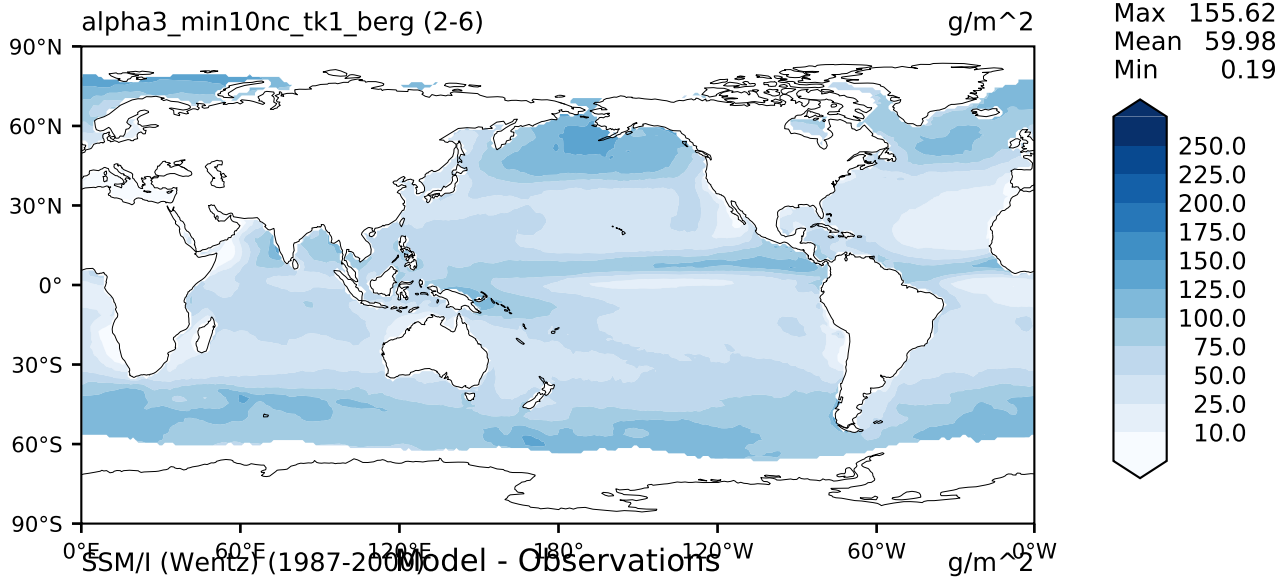 alpha3_min10nc_tk1_berg (2-6) g/m^2
Max 155.62
Mean 59.98
Min 0.19
90°N
60°N
30°N
0°
30°S
60°S
90°S
250.0
225.0
200.0
175.0
150.0
125.0
100.0
75.0
50.0
25.0
10.0
0°E 60°E 120°E 180° 120°W 60°W 0°W
SSM/I (Wentz) (1987-2000) Model - Observations g/m^2